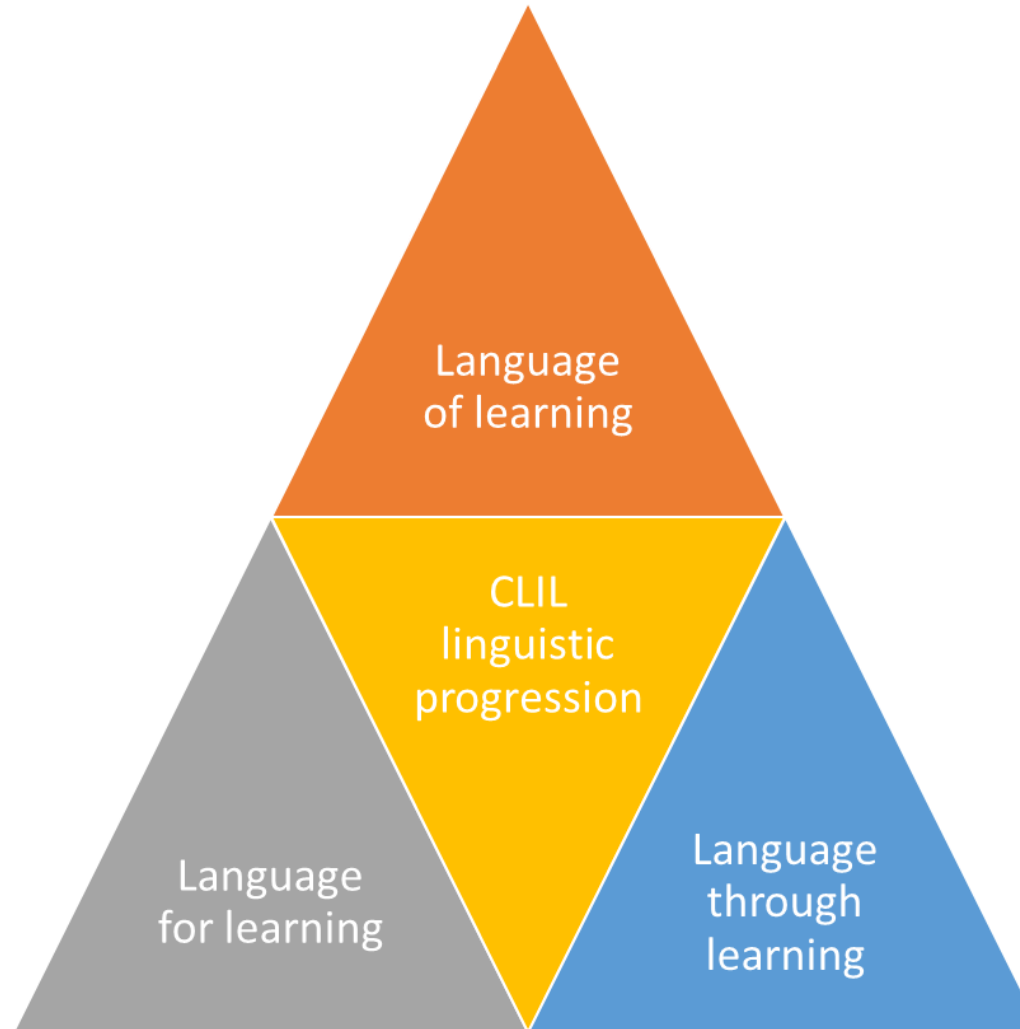 Language
of learning
CLIL
linguistic
progression
Language
for learning
Language
through
learning